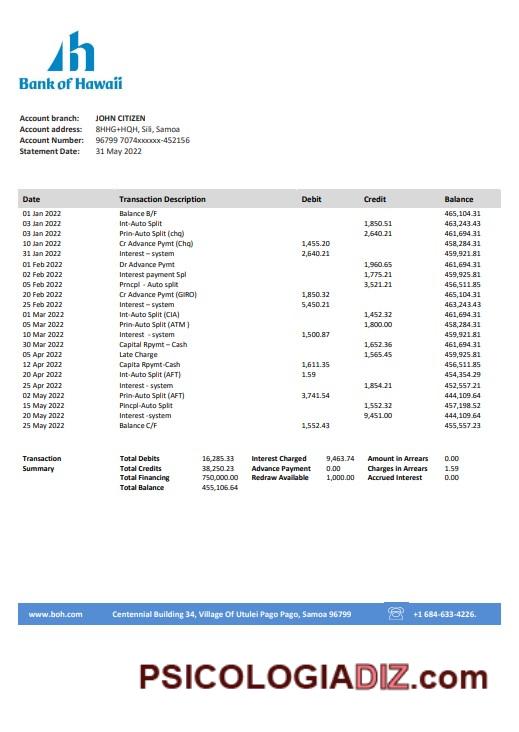 Bank of Hawaii
Account branch: JOHN CITIZEN
Account address: 8HHG+HQH, Sili, Samoa
Account Number: 96799 7074xxxxxx-452156
Statement Date: 31 May 2022
Date Transaction Description Debit Credit Balance
01 Jan 2022 Balance B/F 465,104.31
03 Jan 2022 Int-Auto Split 1,850.51 463,243.43
03 Jan 2022 Prin-Auto Split (chq) 2,640.21 461,694.31
10 Jan 2022 Cr Advance Pymt (Chq) 1,455.20 458,284.31
31 Jan 2022 Interest – system 2,640.21 459,921.81
01 Feb 2022 Dr Advance Pymt 1,960.65 461,694.31
02 Feb 2022 Interest payment Spl 1,775.21 459,925.81
05 Feb 2022 Prncpl - Auto split 3,521.21 456,511.85
20 Feb 2022 Cr Advance Pymt (GIRO) 1,850.32 465,104.31
25 Feb 2022 Interest – system 5,450.21 463,243.43
01 Mar 2022 Int-Auto Split (CIA) 1,452.32 461,694.31
05 Mar 2022 Prin-Auto Split (ATM ) 1,800.00 458,284.31
10 Mar 2022 Interest - system 1,500.87 459,921.81
30 Mar 2022 Capital Rpymt – Cash 1,652.36 461,694.31
05 Apr 2022 Late Charge 1,565.45 459,925.81
12 Apr 2022 Capita Rpymt-Cash 1,611.35 456,511.85
20 Apr 2022 Int-Auto Split (AFT) 1.59 454,354.29
25 Apr 2022 Interest - system 1,854.21 452,557.21
02 May 2022 Prin-Auto Split (AFT) 3,741.54 444,109.64
15 May 2022 Pincpl-Auto Split 1,552.32 457,198.52
20 May 2022 Interest-system 9,451.00 444,109.64
25 May 2022 Balance C/F 1,552.43 455,557.23
Transaction Total Debits 16,285.33 Interest Charged 9,463.74 Amount in Arrears 0.00
Summary Total Credits 38,250.23 Advance Payment 0.00 Charges in Arrears 1.59
Total Financing 750,000.00 Redraw Available 1,000.00 Accrued Interest 0.00
Total Balance 455,106.64
www.boh.com Centennial Building 34, Village Of Utulei Pago Pago, Samoa 96799 +1 684-633-4226.
PSICOLOGIADIZ.com